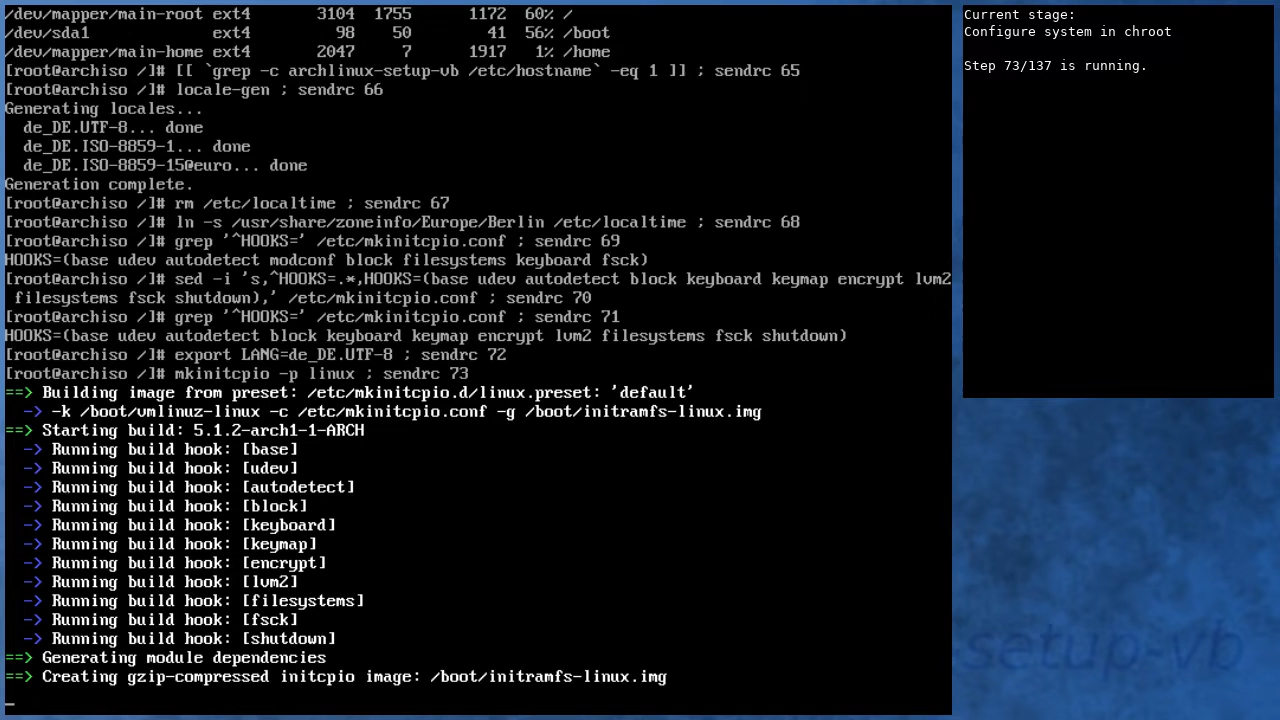 /dev/mapper/main-root ext4       3104  1755      1172  60% /
/dev/sda1             ext4         98    50        41  56% /boot
/dev/mapper/main-home ext4       2047     7      1917   1% /home
[root@archiso /]# [[ `grep -c archlinux-setup-vb /etc/hostname` -eq 1 ]] ; sendrc 65
[root@archiso /]# locale-gen ; sendrc 66
Generating locales...
  de_DE.UTF-8... done
  de_DE.ISO-8859-1... done
  de_DE.ISO-8859-15@euro... done
Generation complete.
[root@archiso /]# rm /etc/localtime ; sendrc 67
[root@archiso /]# ln -s /usr/share/zoneinfo/Europe/Berlin /etc/localtime ; sendrc 68
[root@archiso /]# grep '^HOOKS=' /etc/mkinitcpio.conf ; sendrc 69
HOOKS=(base udev autodetect modconf block filesystems keyboard fsck)
[root@archiso /]# sed -i 's,^HOOKS=.*,HOOKS=(base udev autodetect block keyboard keymap encrypt lvm2
 filesystems fsck shutdown),' /etc/mkinitcpio.conf ; sendrc 70
[root@archiso /]# grep '^HOOKS=' /etc/mkinitcpio.conf ; sendrc 71
HOOKS=(base udev autodetect block keyboard keymap encrypt lvm2 filesystems fsck shutdown)
[root@archiso /]# export LANG=de_DE.UTF-8 ; sendrc 72
[root@archiso /]# mkinitcpio -p linux ; sendrc 73
==> Building image from preset: /etc/mkinitcpio.d/linux.preset: 'default'
  -> -k /boot/vmlinuz-linux -c /etc/mkinitcpio.conf -g /boot/initramfs-linux.img
==> Starting build: 5.1.2-arch1-1-ARCH
  -> Running build hook: [base]
  -> Running build hook: [udev]
  -> Running build hook: [autodetect]
  -> Running build hook: [block]
  -> Running build hook: [keyboard]
  -> Running build hook: [keymap]
  -> Running build hook: [encrypt]
  -> Running build hook: [lvm2]
  -> Running build hook: [filesystems]
  -> Running build hook: [fsck]
  -> Running build hook: [shutdown]
==> Generating module dependencies
==> Creating gzip-compressed initcpio image: /boot/initramfs-linux.img
_
Current stage:
Configure system in chroot
Step 73/137 is running.
setup-vb